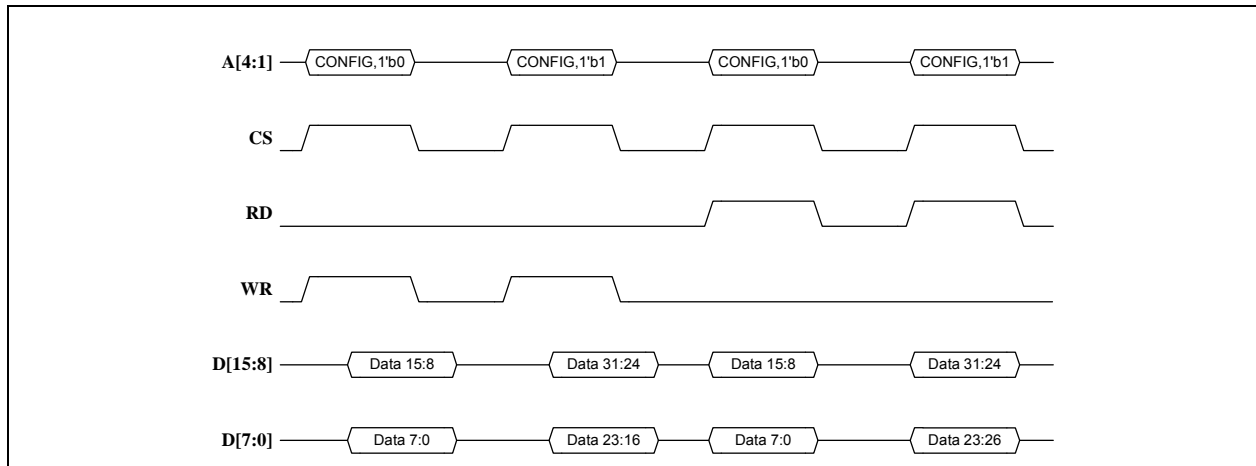 A[4:1] CONFIG,1'b0 CONFIG,1'b1 CONFIG,1'b0 CONFIG,1'b1
CS
RD
WR
D[15:8] Data 15:8 Data 31:24 Data 15:8 Data 31:24
D[7:0] Data 7:0 Data 23:16 Data 7:0 Data 23:26